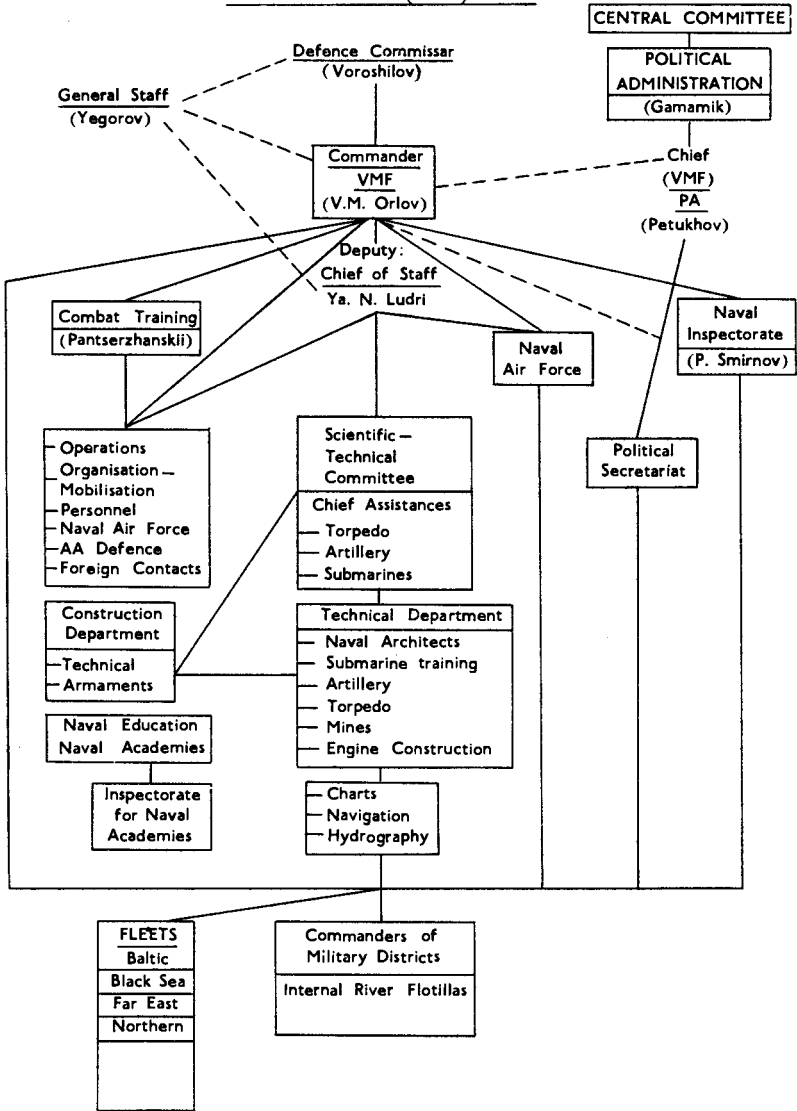 CENTRAL COMMITTEE
POLITICAL
ADMINISTRATION
(Gamamik)
Defence Commissar
(Voroshilov)
General Staff
(Yegorov)
Commander
VMF
(V.M. Orlov)
Chief
(VMF)
PA
(Petukhov)
Deputy:
Chief of Staff
Ya. N. Ludri
Combat Training
(Pantserzhanskii)
Naval
Air Force
Naval
Inspectorate
(P. Smirnov)
Operations
Organisation—
Mobilisation
Personnel
Naval Air Force
AA Defence
Foreign Contacts
Scientific—
Technical
Committee
Chief Assistances
Torpedo
Artillery
Submarines
Political
Secretariat
Construction
Department
Technical
Armaments
Technical Department
Naval Architects
Submarine training
Artillery
Torpedo
Mines
Engine Construction
Naval Education
Naval Academies
Inspectorate
for Naval
Academies
Charts
Navigation
Hydrography
FLEETS
Baltic
Black Sea
Far East
Northern
Commanders of
Military Districts
Internal River Flotillas